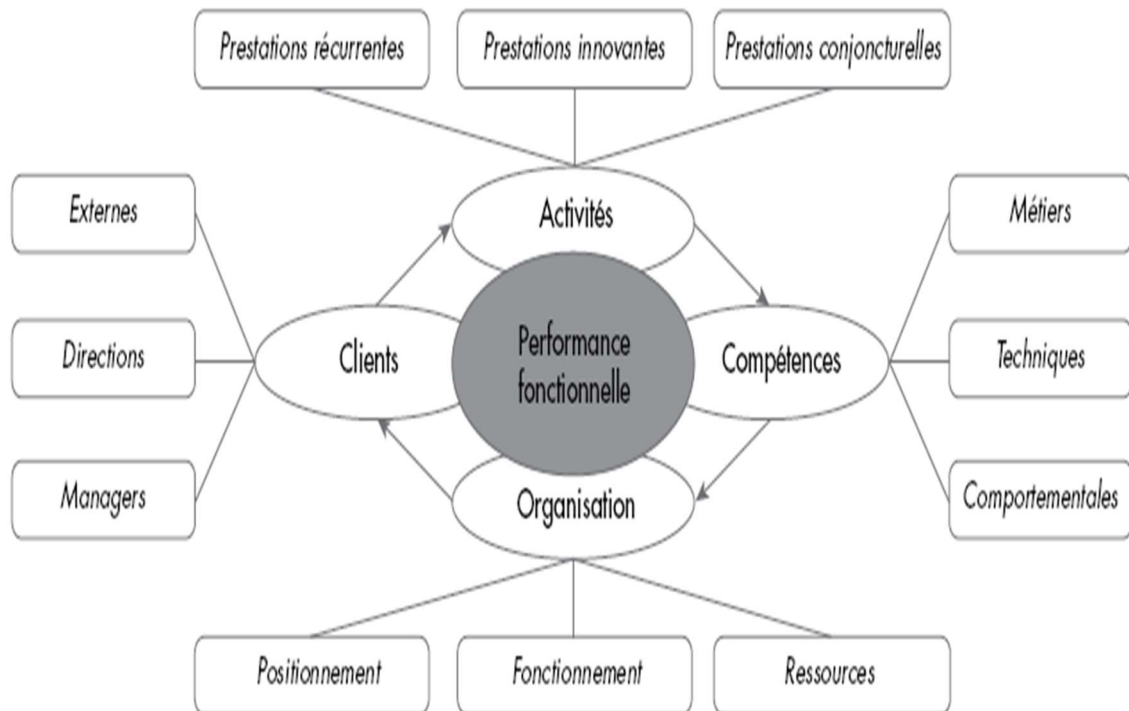 Prestations récurrentes
Prestations innovantes
Prestations conjoncturelles
Externes
Activités
Métiers
Directions
Clients
Performance
fonctionnelle
Compétences
Techniques
Managers
Organisation
Comportementales
Positionnement
Fonctionnement
Ressources